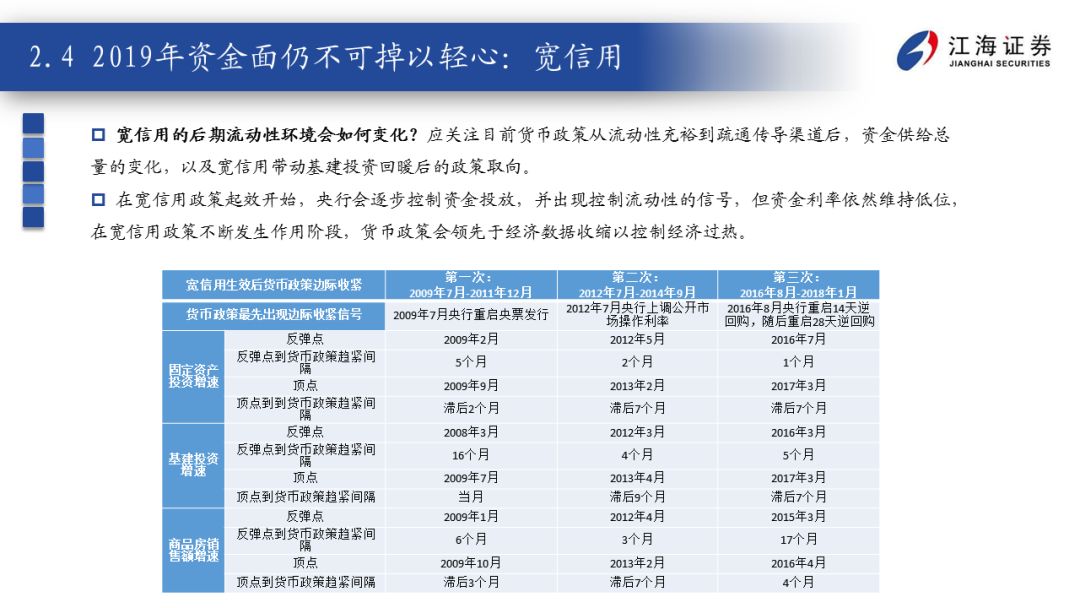 2.4 2019年资金面仍不可掉以轻心：宽信用
江海证券
JIANGHAI SECURITIES
宽信用的后期流动性环境会如何变化？应关注目前货币政策从流动性充裕到疏通传导渠道后，资金供给总
量的变化，以及宽信用带动基建投资回暖后的政策取向。
在宽信用政策起效开始，央行会逐步控制资金投放，并出现控制流动性的信号，但资金利率依然维持低位，
在宽信用政策不断发生作用阶段，货币政策会领先于经济数据收缩以控制经济过热。
宽信用生效后货币政策边际收紧 第一次： 第二次： 第三次：
2009年7月-2011年12月 2012年7月-2014年9月 2016年8月-2018年1月
货币政策最先出现边际收紧信号 2009年7月央行重启央票发行 2012年7月央行上调公开市 2016年8月央行重启14天逆
场操作利率 回购，随后重启28天逆回购
固定资产
投资增速
反弹点 2009年2月 2012年5月 2016年7月
反弹点到货币政策趋紧间
隔 5个月 2个月 1个月
顶点 2009年9月 2013年2月 2017年3月
顶点到到货币政策趋紧间
隔 滞后2个月 滞后7个月 滞后7个月
基建投资
增速
反弹点 2008年3月 2012年3月 2016年3月
反弹点到货币政策趋紧间
隔 16个月 4个月 5个月
顶点 2009年7月 2013年4月 2017年3月
顶点到货币政策趋紧间隔 当月 滞后9个月 滞后7个月
商品房销
售额增速
反弹点 2009年1月 2012年4月 2015年3月
反弹点到货币政策趋紧间
隔 6个月 3个月 17个月
顶点 2009年10月 2013年2月 2016年4月
顶点到货币政策趋紧间隔 滞后3个月 滞后7个月 4个月